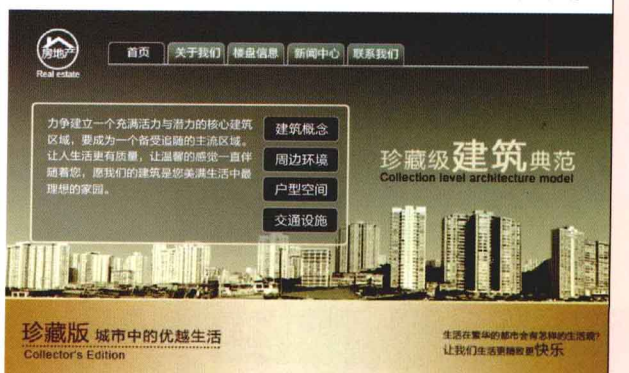 房地产
Real estate
首页 关于我们 楼盘信息 新闻中心 联系我们
力争建立一个充满活力与潜力的核心建筑
区域，要成为一个备受追随的主流区域。
让人生活更有质量，让温馨的感觉一直伴
随着您，愿我们的建筑是您美满生活中最
理想的家园。
建筑概念
周边环境
户型空间
交通设施
珍藏级建筑典范
Collection level architecture model
珍藏版 城市中的优越生活
Collector's Edition
生活在繁华的都市会有怎样的生活观?
让我们生活更精致更快乐